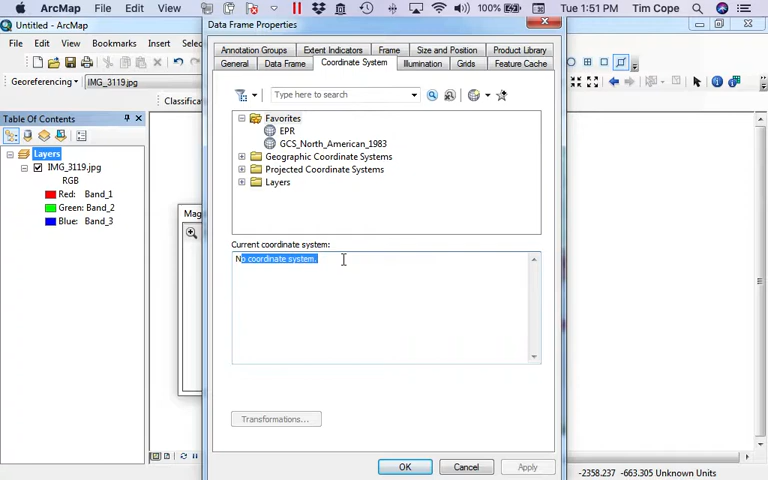 ArcMap File Edit View 100% Tue 1:51 PM Tim Cope
Untitled - ArcMap
Data Frame Properties
File Edit View Bookmarks Insert Selec
Annotation Groups Extent Indicators Frame Size and Position Product Library
General Data Frame Coordinate System Illumination Grids Feature Cache
Georeferencing IMG_3119.jpg
Type here to search
Classifica
Table Of Contents
Favorites
EPR
GCS_North_American_1983
Geographic Coordinate Systems
Projected Coordinate Systems
Layers
Layers
IMG_3119.jpg
RGB
Red: Band_1
Green: Band_2
Blue: Band_3
Mag
Current coordinate system:
No coordinate system.
Transformations...
OK Cancel Apply
-2358.237 -663.305 Unknown Units